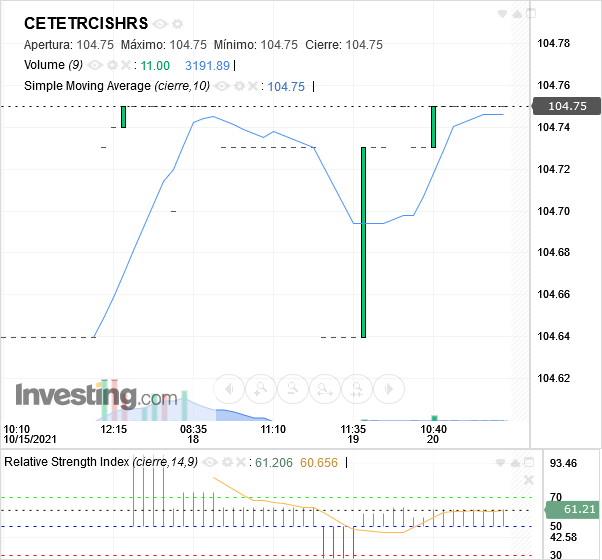 CETETRCISHRS
Apertura: 104.75 Máximo: 104.75 Mínimo: 104.75 Cierre: 104.75
Volume (9) 11.00 3191.89
Simple Moving Average (cierre,10) 104.75
104.78
104.76
104.75
104.74
104.72
104.70
104.68
104.66
104.64
104.62
Investing.com
10:10 12:15 08:35 11:10 11:35 10:40
10/15/2021 18 19 20
Relative Strength Index (cierre,14,9) 61.206 60.656
93.46
70
61.21
50
42.58
30